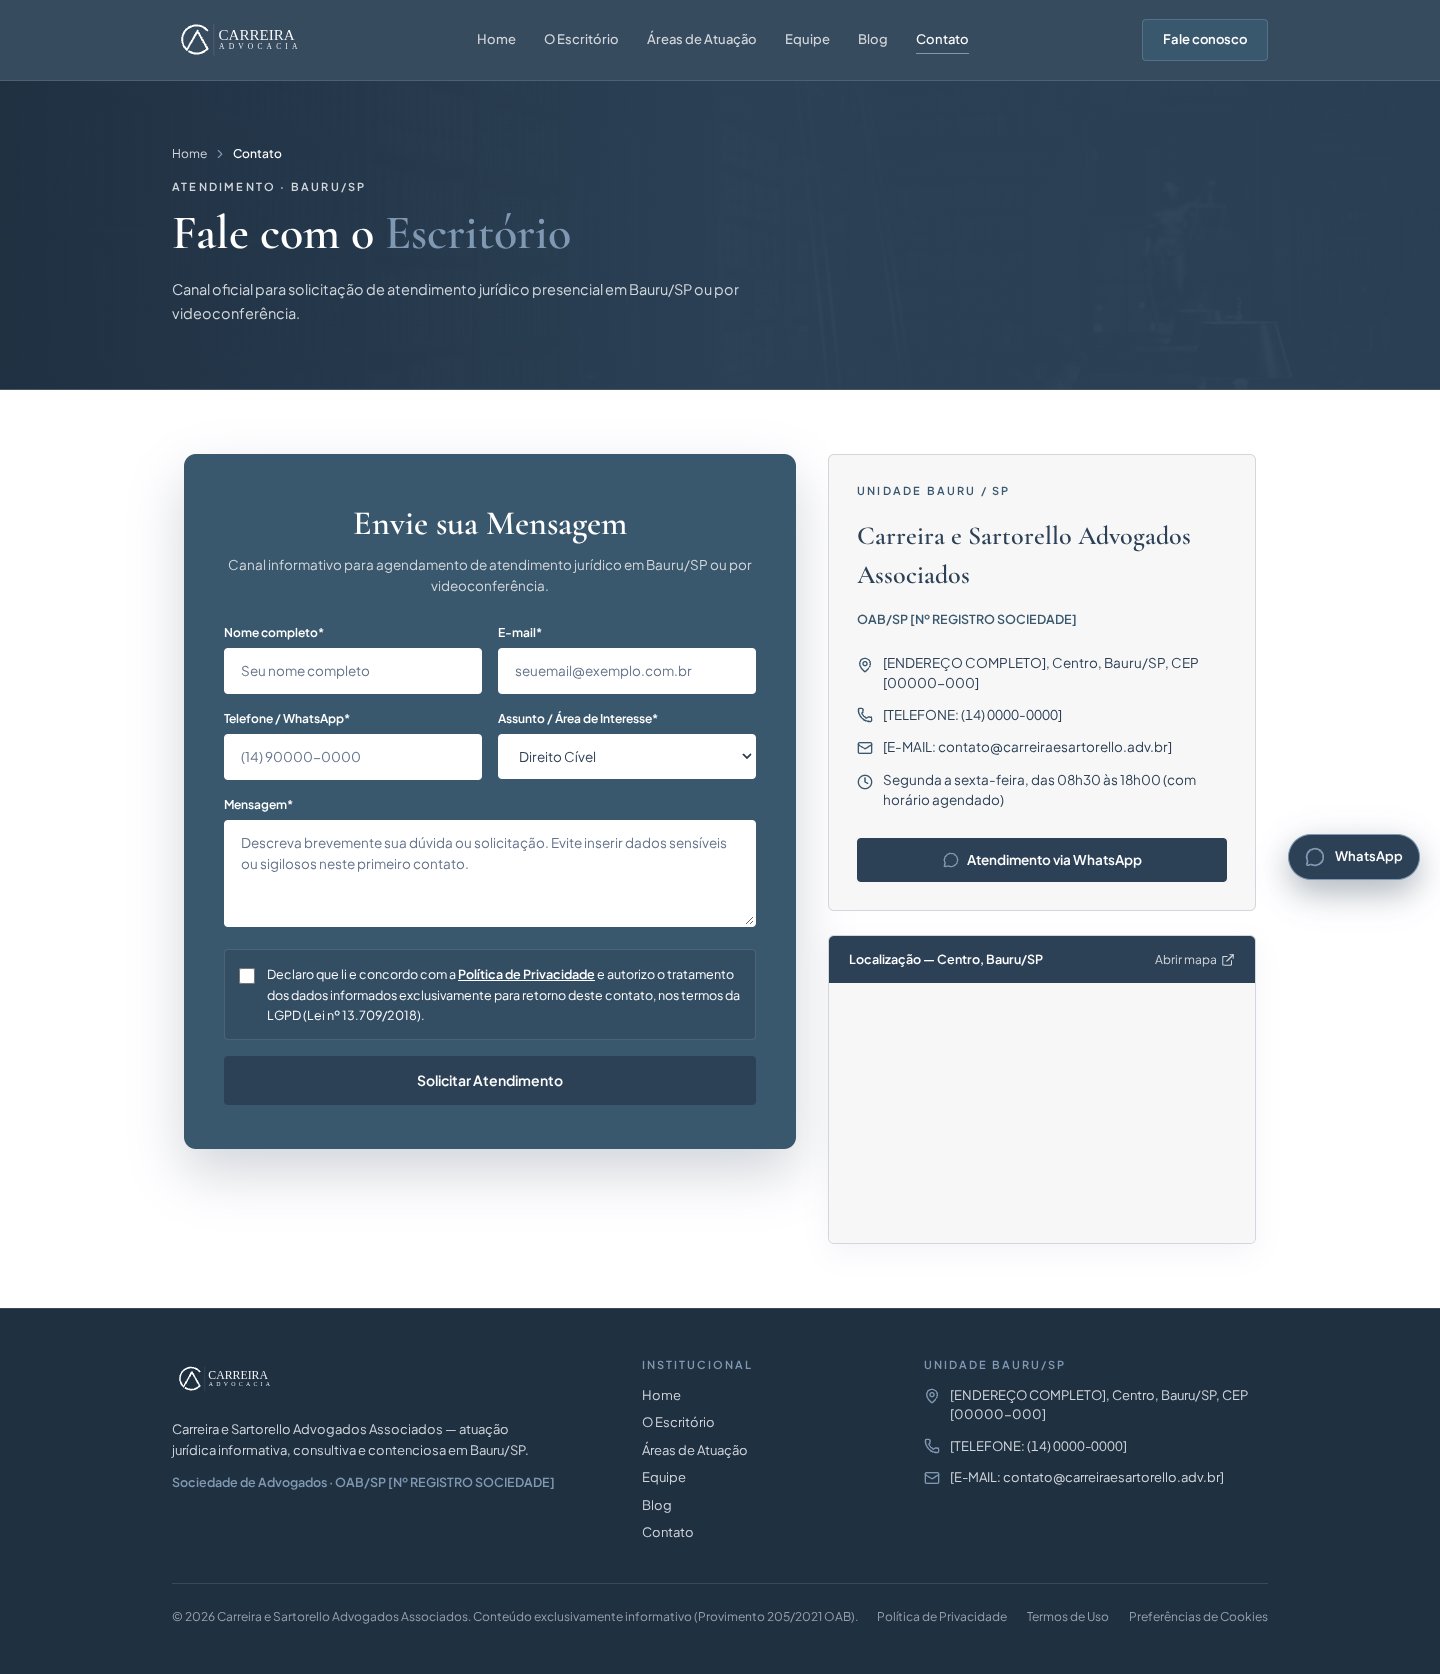 CARREIRA
ADVOCACIA
Home
O Escritório
Áreas de Atuação
Equipe
Blog
Contato
Fale conosco
Home > Contato
ATENDIMENTO · BAURU/SP
Fale com o Escritório
Canal oficial para solicitação de atendimento jurídico presencial em Bauru/SP ou por
videoconferência.
Envie sua Mensagem
Canal informativo para agendamento de atendimento jurídico em Bauru/SP ou por
videoconferência.
Nome completo*
E-mail*
Seu nome completo
seuemail@exemplo.com.br
Telefone / WhatsApp*
Assunto / Área de Interesse*
(14) 90000-0000
Direito Cível
Mensagem*
Descreva brevemente sua dúvida ou solicitação. Evite inserir dados sensíveis
ou sigilosos neste primeiro contato.
Declaro que li e concordo com a Política de Privacidade e autorizo o tratamento
dos dados informados exclusivamente para retorno deste contato, nos termos da
LGPD (Lei nº 13.709/2018).
Solicitar Atendimento
UNIDADE BAURU / SP
Carreira e Sartorello Advogados
Associados
OAB/SP [Nº REGISTRO SOCIEDADE]
[ENDEREÇO COMPLETO], Centro, Bauru/SP, CEP
[00000-000]
[TELEFONE: (14) 0000-0000]
[E-MAIL: contato@carreiraesartorello.adv.br]
Segunda a sexta-feira, das 08h30 às 18h00 (com
horário agendado)
Atendimento via WhatsApp
WhatsApp
Localização — Centro, Bauru/SP
Abrir mapa
CARREIRA
ADVOCACIA
Carreira e Sartorello Advogados Associados — atuação
jurídica informativa, consultiva e contenciosa em Bauru/SP.
Sociedade de Advogados · OAB/SP [Nº REGISTRO SOCIEDADE]
INSTITUCIONAL
Home
O Escritório
Áreas de Atuação
Equipe
Blog
Contato
UNIDADE BAURU/SP
[ENDEREÇO COMPLETO], Centro, Bauru/SP, CEP
[00000-000]
[TELEFONE: (14) 0000-0000]
[E-MAIL: contato@carreiraesartorello.adv.br]
© 2026 Carreira e Sartorello Advogados Associados. Conteúdo exclusivamente informativo (Provimento 205/2021 OAB).
Política de Privacidade
Termos de Uso
Preferências de Cookies